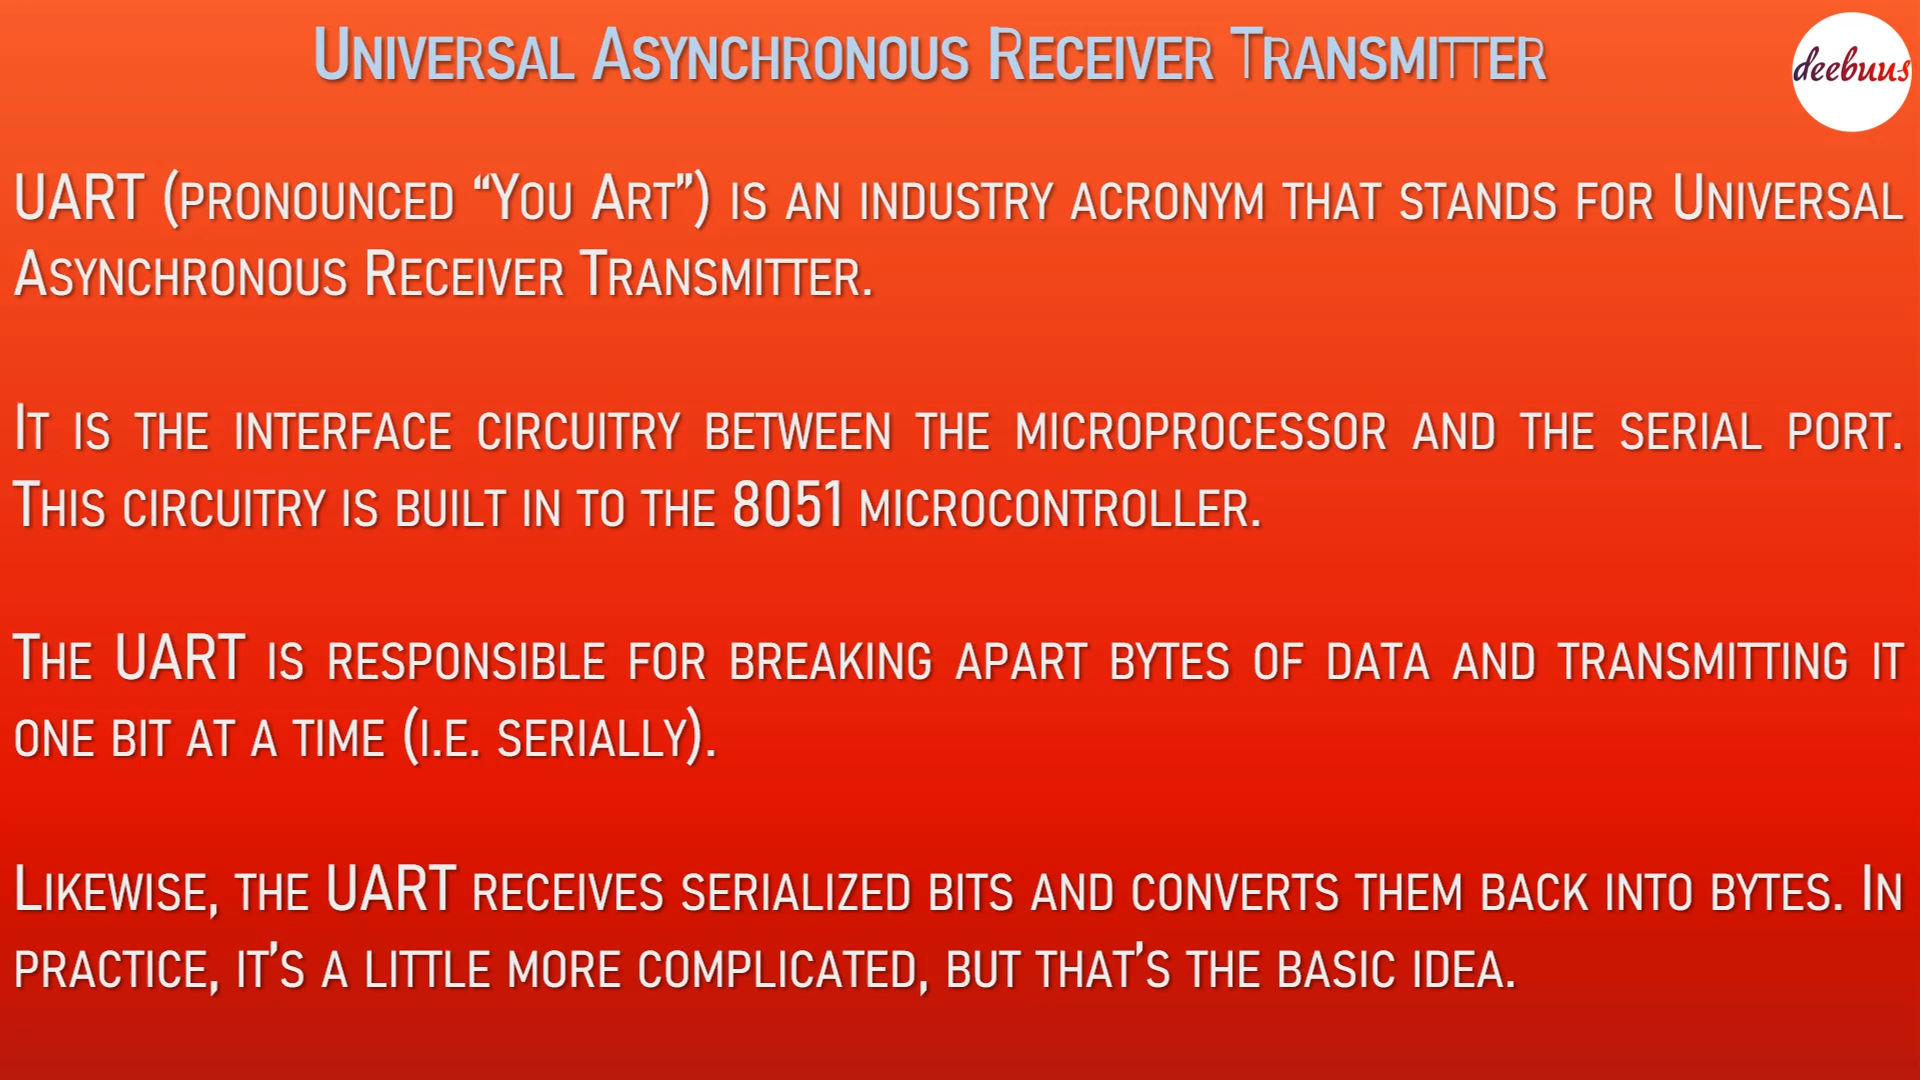 Universal Asynchronous Receiver Transmitter
deebuus
UART (pronounced “You Art”) is an industry acronym that stands for Universal
Asynchronous Receiver Transmitter.
It is the interface circuitry between the microprocessor and the serial port.
This circuitry is built in to the 8051 microcontroller.
The UART is responsible for breaking apart bytes of data and transmitting it
one bit at a time (i.e. serially).
Likewise, the UART receives serialized bits and converts them back into bytes. In
practice, it’s a little more complicated, but that’s the basic idea.